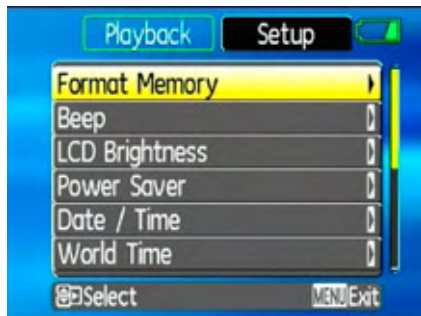 Playback Setup
Format Memory
Beep
LCD Brightness
Power Saver
Date / Time
World Time
Select MENU Exit